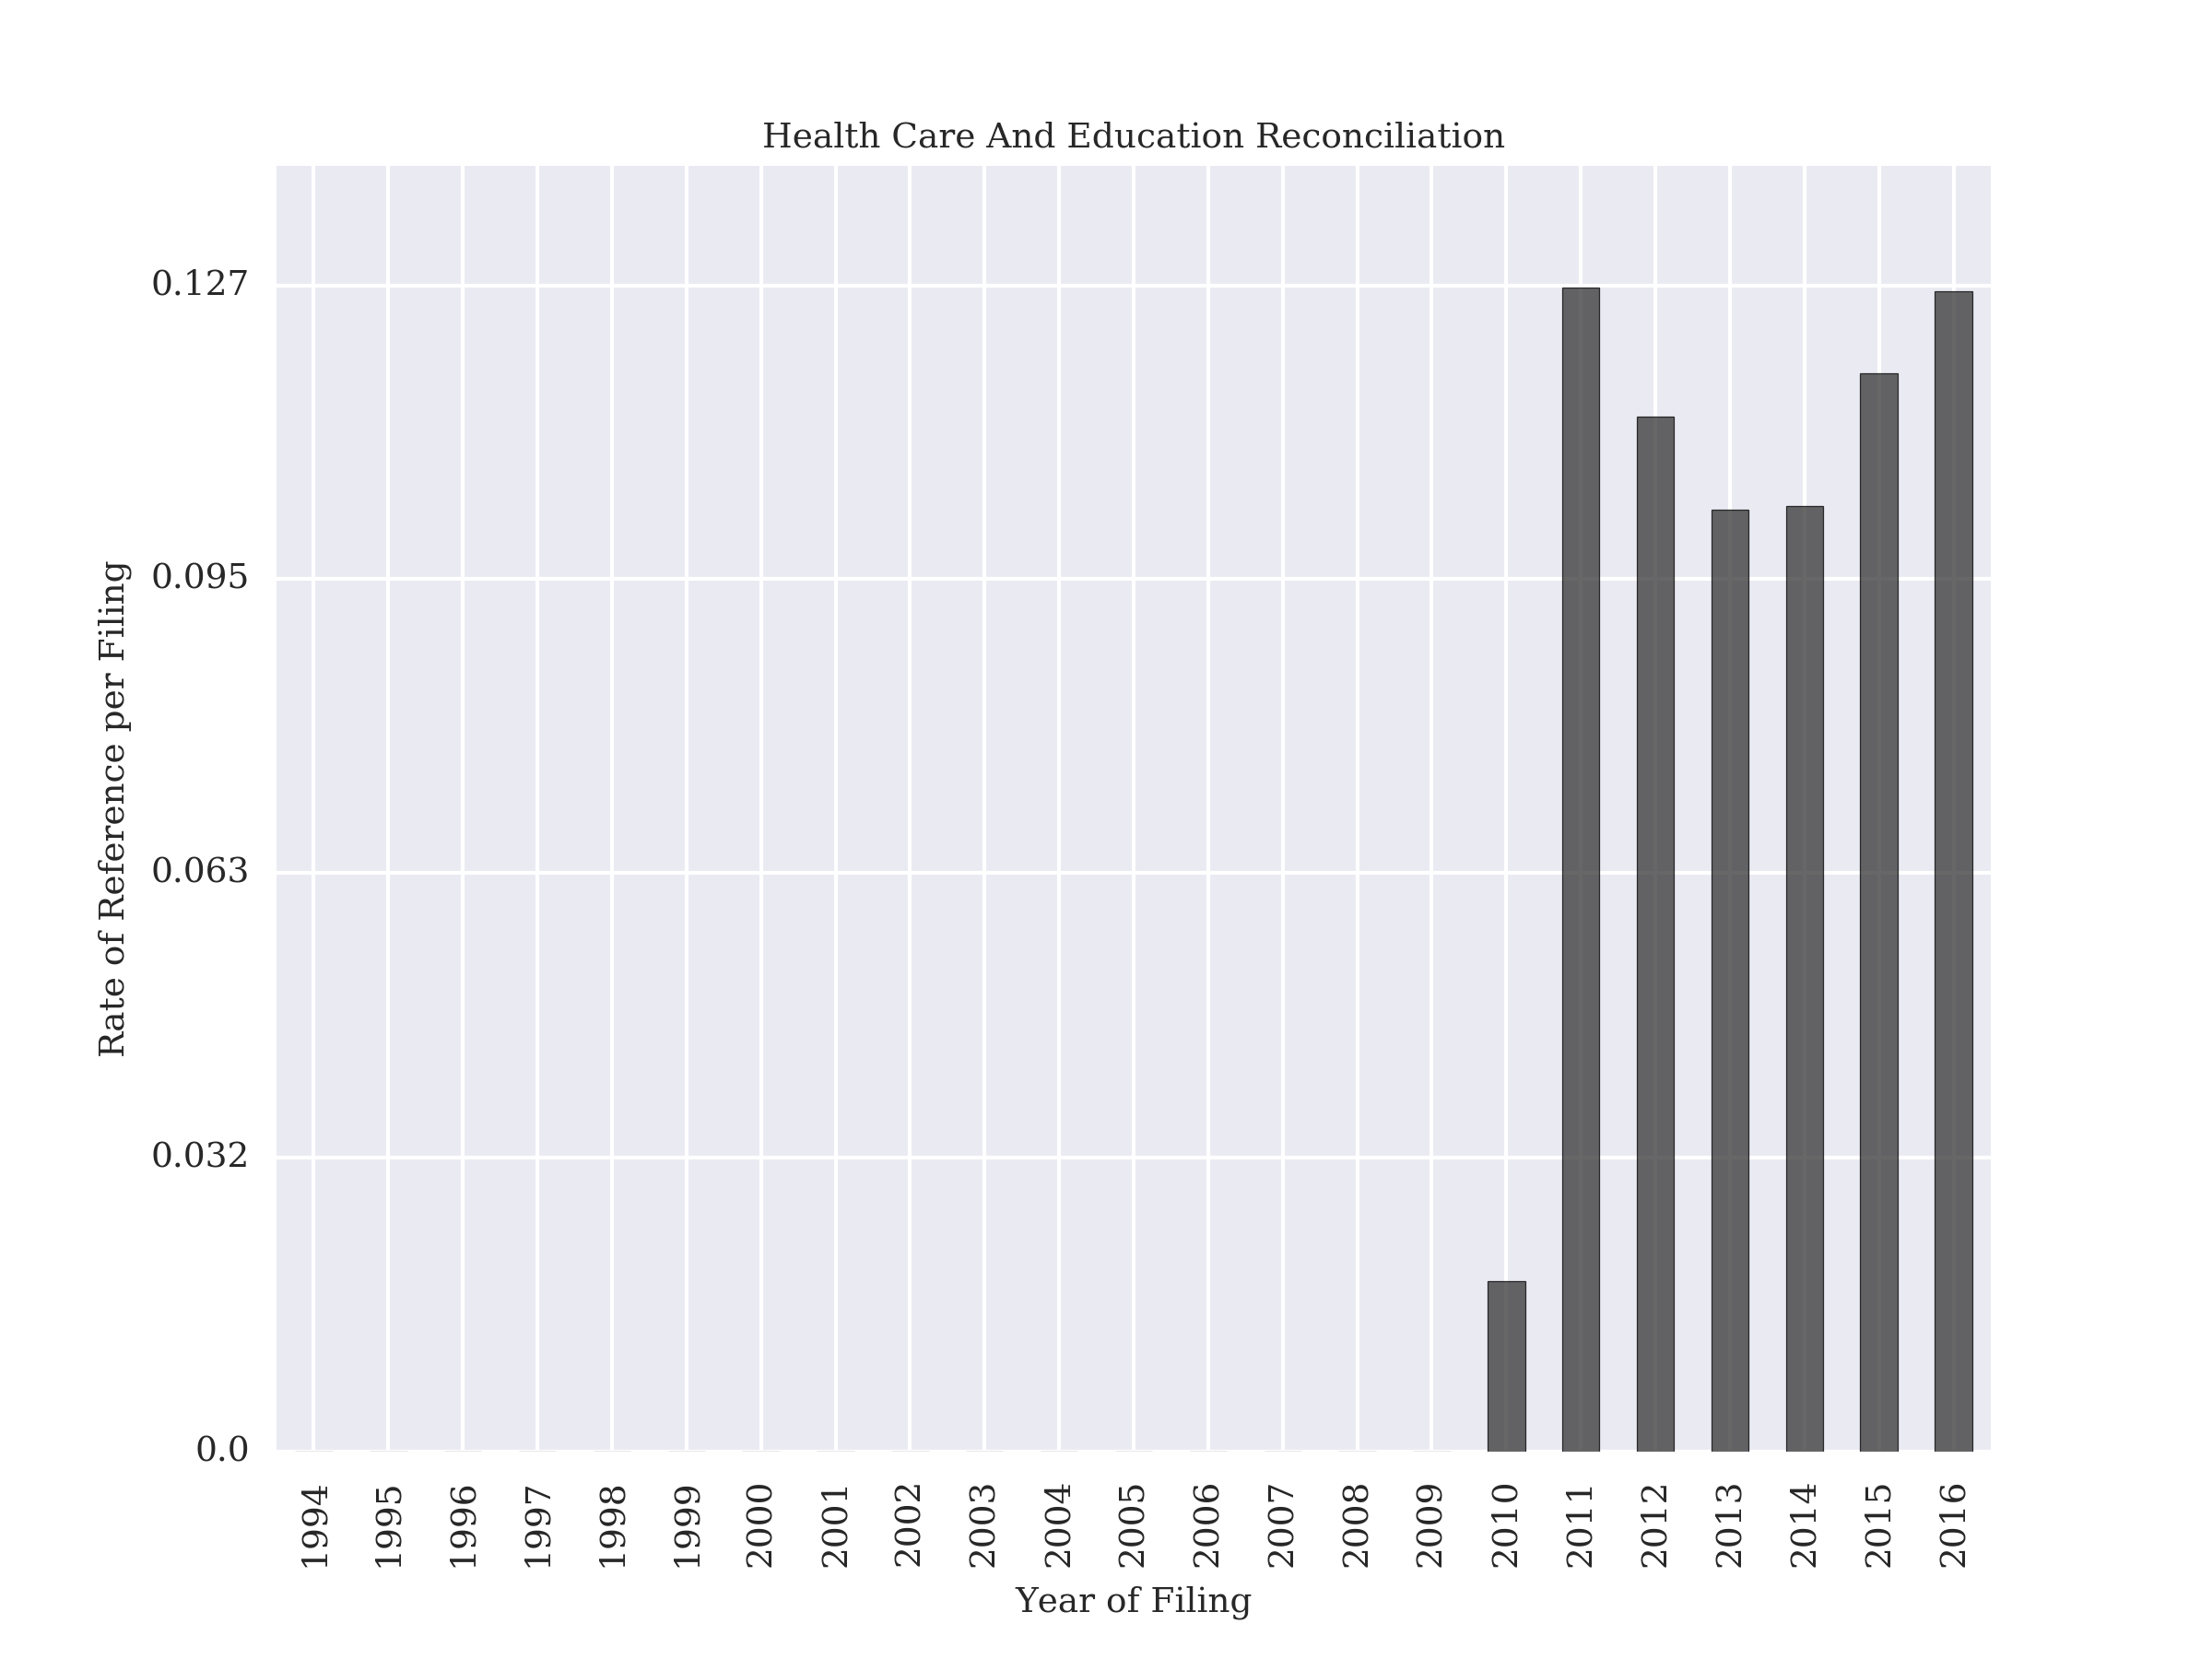 Health Care And Education Reconciliation
Rate of Reference per Filing
0.127
0.095
0.063
0.032
0.0
1994 1995 1996 1997 1998 1999 2000 2001 2002 2003 2004 2005 2006 2007 2008 2009 2010 2011 2012 2013 2014 2015 2016
Year of Filing